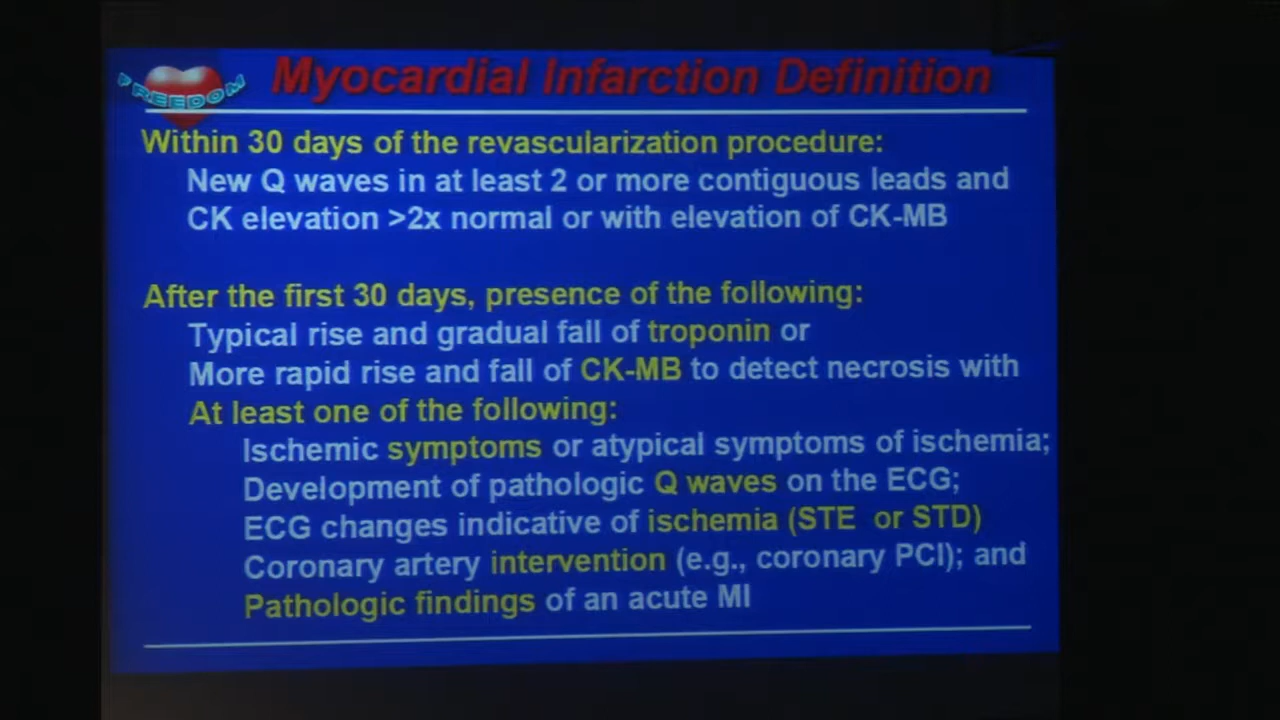 FREEDOM
Myocardial Infarction Definition
Within 30 days of the revascularization procedure:
New Q waves in at least 2 or more contiguous leads and
CK elevation >2x normal or with elevation of CK-MB
After the first 30 days, presence of the following:
Typical rise and gradual fall of troponin or
More rapid rise and fall of CK-MB to detect necrosis with
At least one of the following:
Ischemic symptoms or atypical symptoms of ischemia;
Development of pathologic Q waves on the ECG;
ECG changes indicative of ischemia (STE or STD)
Coronary artery intervention (e.g., coronary PCI); and
Pathologic findings of an acute MI